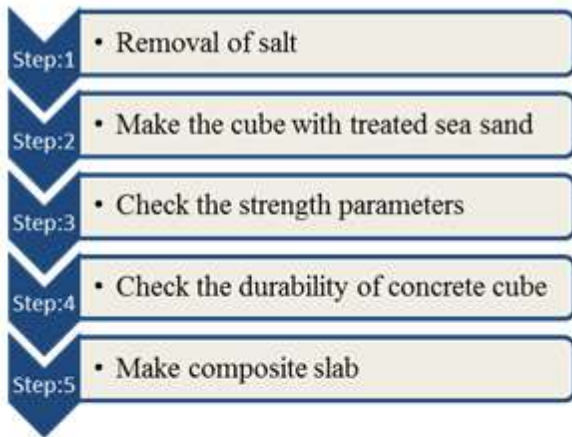 Step:1
• Removal of salt
Step:2
• Make the cube with treated sea sand
Step:3
• Check the strength parameters
Step:4
• Check the durability of concrete cube
Step:5
• Make composite slab